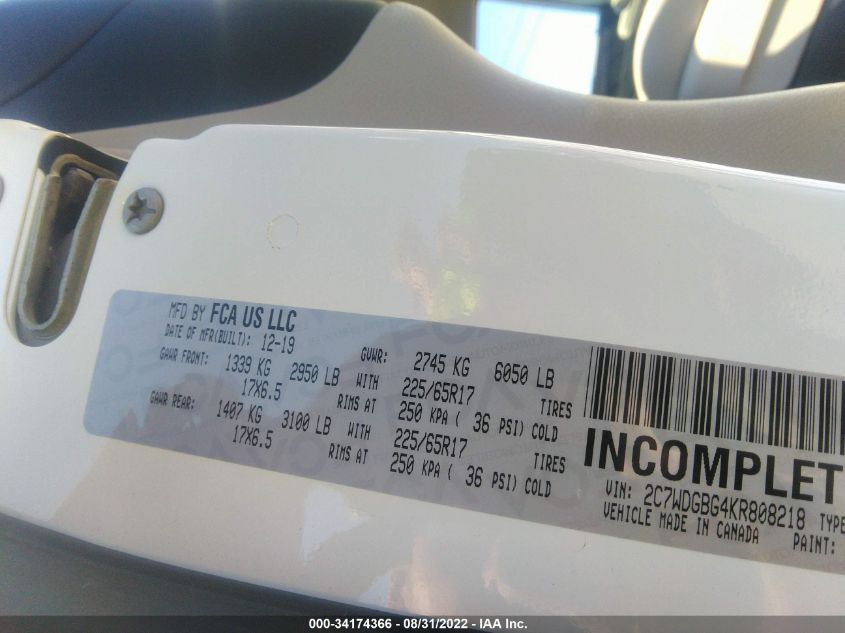 MFD BY FCA US LLC
DATE OF MFR(BUILT): 12-19
GVWR: 2745 KG 6050 LB
GAWR FRONT: 1339 KG 2950 LB WITH 225/65R17 TIRES
17X6.5 RIMS AT 250 KPA ( 36 PSI) COLD
GAWR REAR: 1407 KG 3100 LB WITH 225/65R17 TIRES
17X6.5 RIMS AT 250 KPA ( 36 PSI) COLD
INCOMPLET
VIN: 2C7WDGBG4KR808218 TYPE
VEHICLE MADE IN CANADA PAINT:
000-34174366 - 08/31/2022 - IAA Inc.